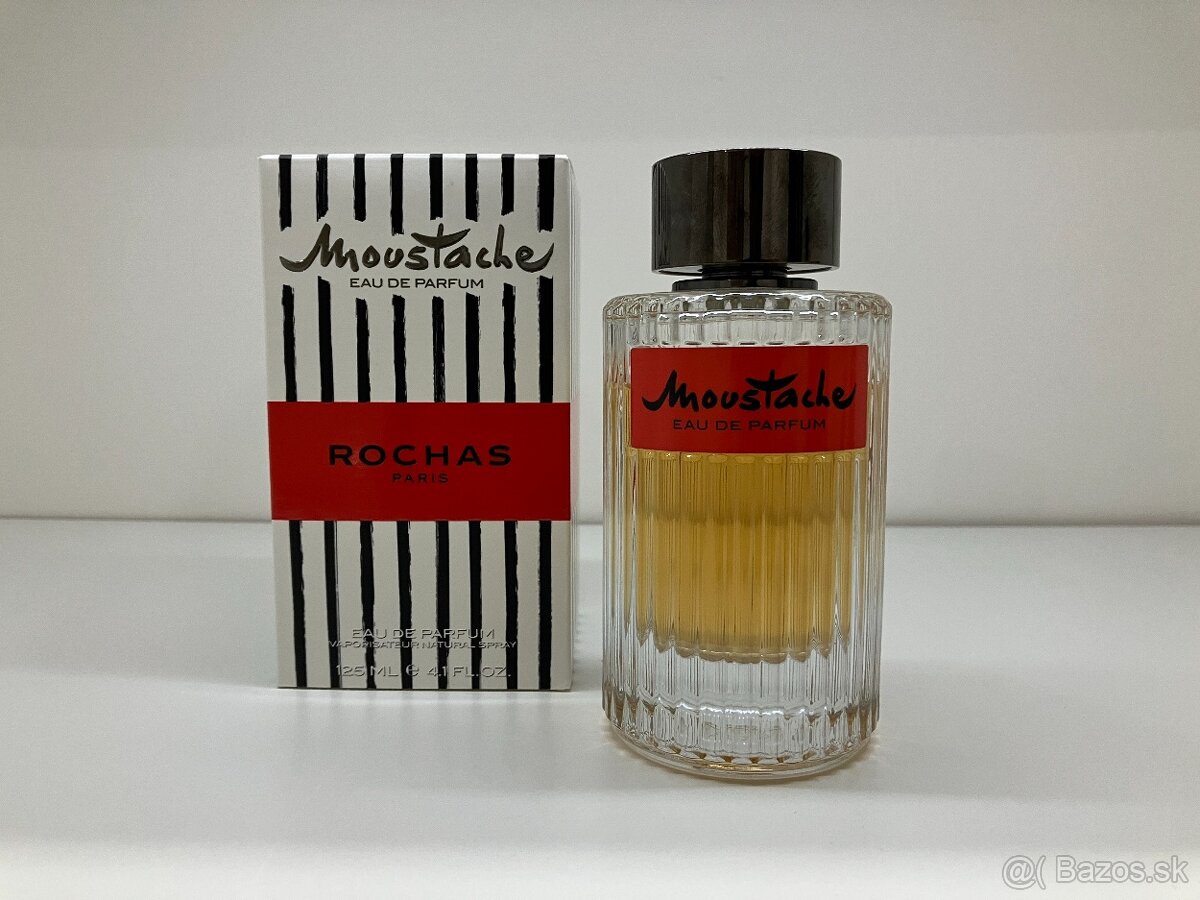 Moustache
EAU DE PARFUM
ROCHAS
PARIS
EAU DE PARFUM
VAPORISATEUR NATURAL SPRAY
125 ML ℮ 4.1 FL.OZ.
Moustache
EAU DE PARFUM
@( Bazos.sk